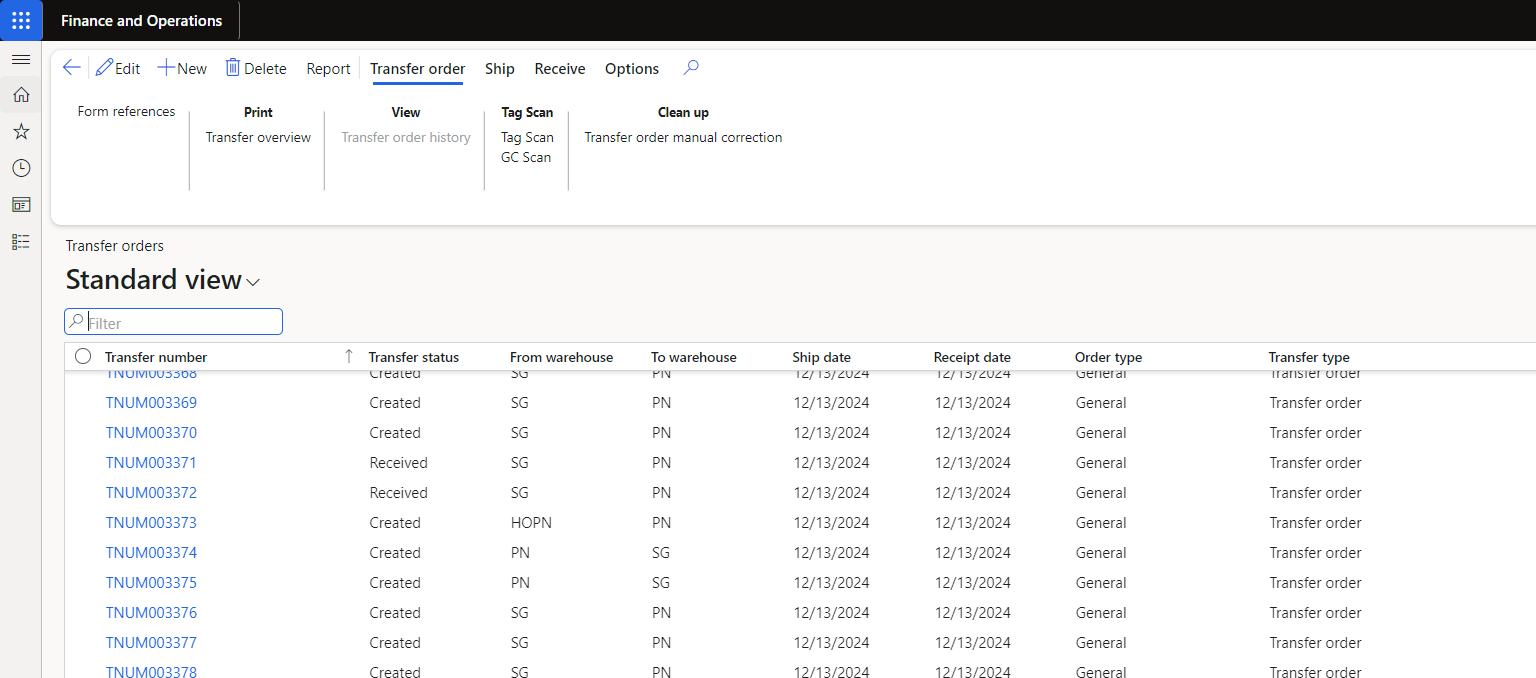 Finance and Operations
Edit New Delete Report Transfer order Ship Receive Options
Form references Print View Tag Scan Clean up
Transfer overview Transfer order history Tag Scan Transfer order manual correction
GC Scan
Transfer orders
Standard view
Filter
Transfer number Transfer status From warehouse To warehouse Ship date Receipt date Order type Transfer type
TNUM003368 Created SG PN 12/13/2024 12/13/2024 General Transfer order
TNUM003369 Created SG PN 12/13/2024 12/13/2024 General Transfer order
TNUM003370 Created SG PN 12/13/2024 12/13/2024 General Transfer order
TNUM003371 Received SG PN 12/13/2024 12/13/2024 General Transfer order
TNUM003372 Received SG PN 12/13/2024 12/13/2024 General Transfer order
TNUM003373 Created HOPN PN 12/13/2024 12/13/2024 General Transfer order
TNUM003374 Created PN SG 12/13/2024 12/13/2024 General Transfer order
TNUM003375 Created PN SG 12/13/2024 12/13/2024 General Transfer order
TNUM003376 Created SG PN 12/13/2024 12/13/2024 General Transfer order
TNUM003377 Created SG PN 12/13/2024 12/13/2024 General Transfer order
TNUM003378 Created SG PN 12/13/2024 12/13/2024 General Transfer order